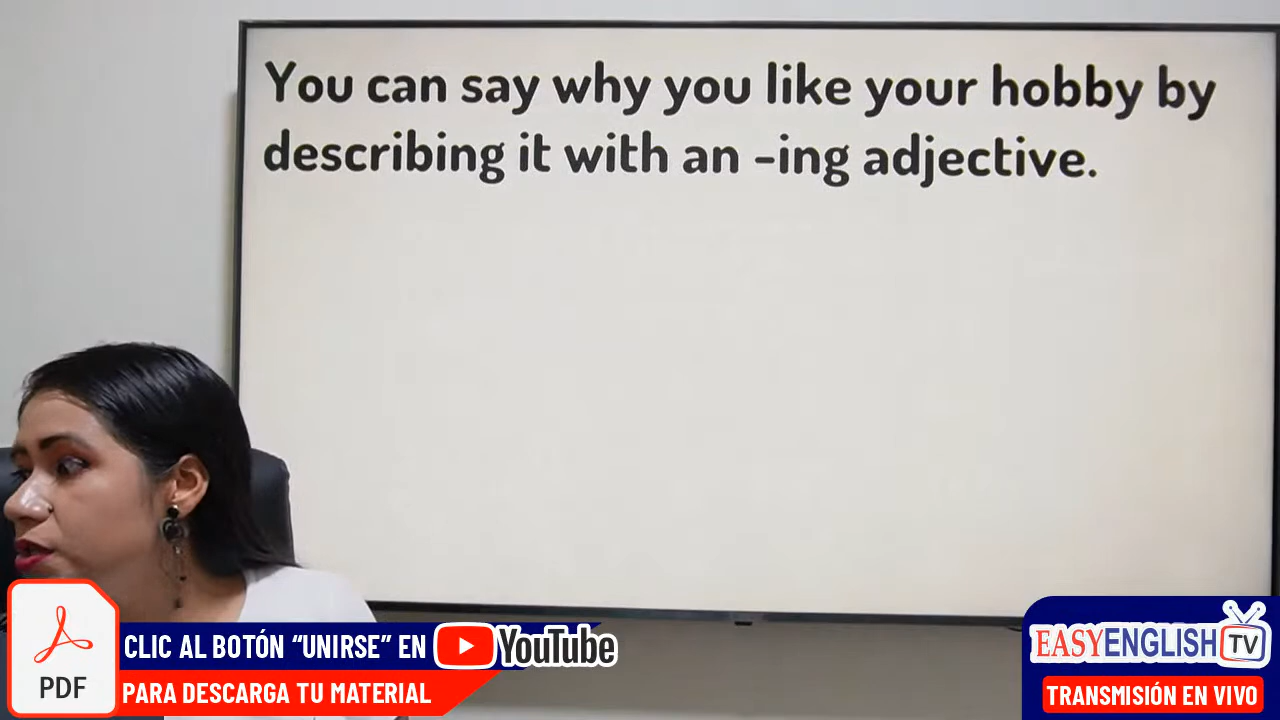 You can say why you like your hobby by
describing it with an -ing adjective.
CLIC AL BOTÓN “UNIRSE” EN YouTube
PARA DESCARGA TU MATERIAL
PDF
EASYENGLISH TV
TRANSMISIÓN EN VIVO